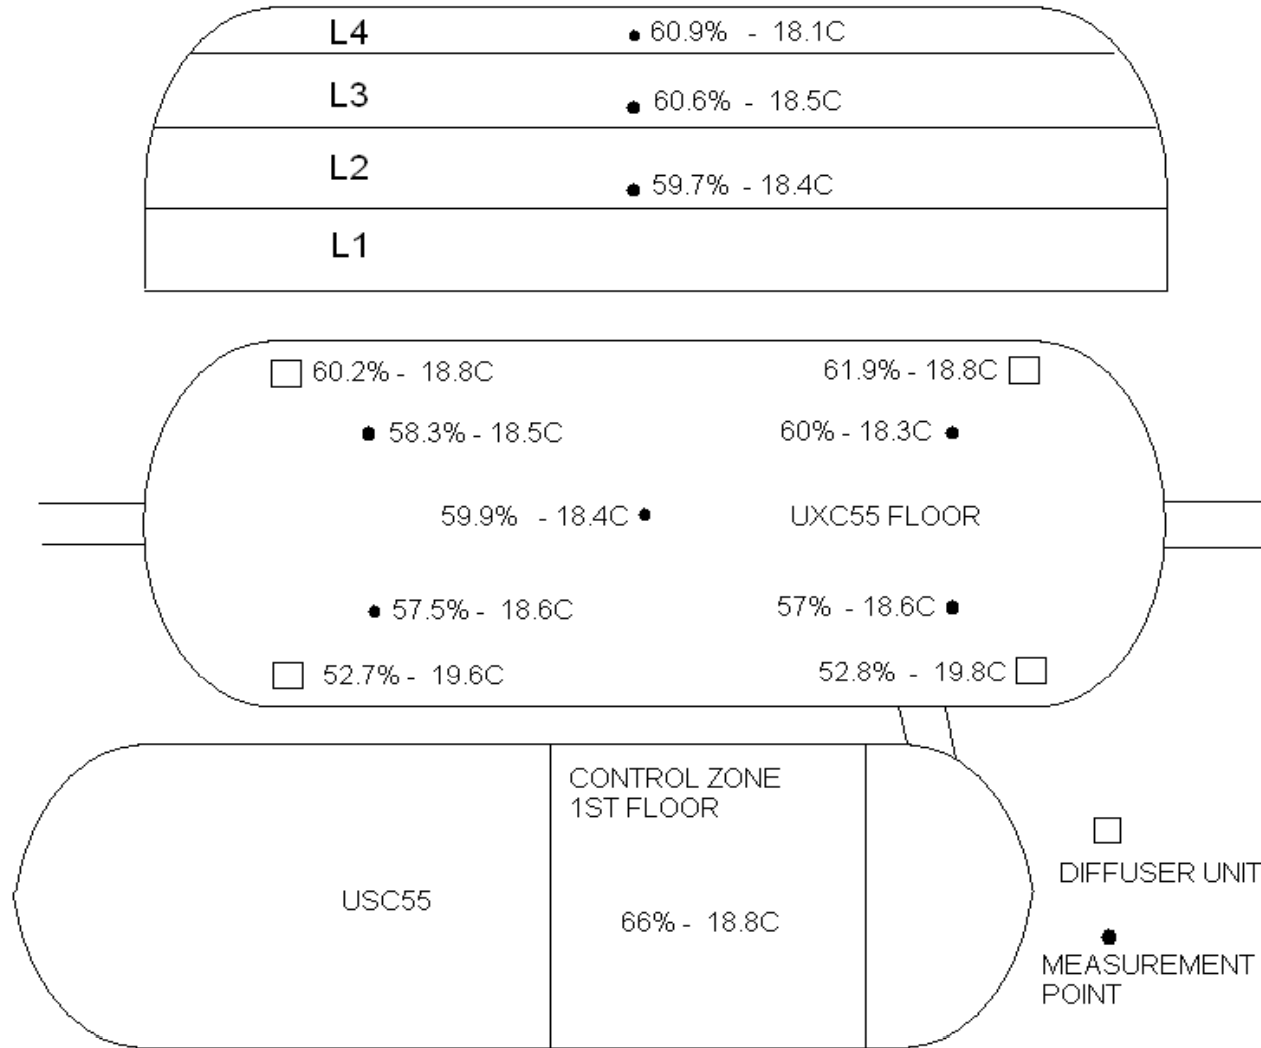 L4
60.9% - 18.1C
L3
60.6% - 18.5C
L2
59.7% - 18.4C
L1
60.2% - 18.8C
61.9% - 18.8C
58.3% - 18.5C
60% - 18.3C
59.9% - 18.4C
UXC55 FLOOR
57.5% - 18.6C
57% - 18.6C
52.7% - 19.6C
52.8% - 19.8C
CONTROL ZONE
1ST FLOOR
USC55
66% - 18.8C
DIFFUSER UNIT
MEASUREMENT
POINT